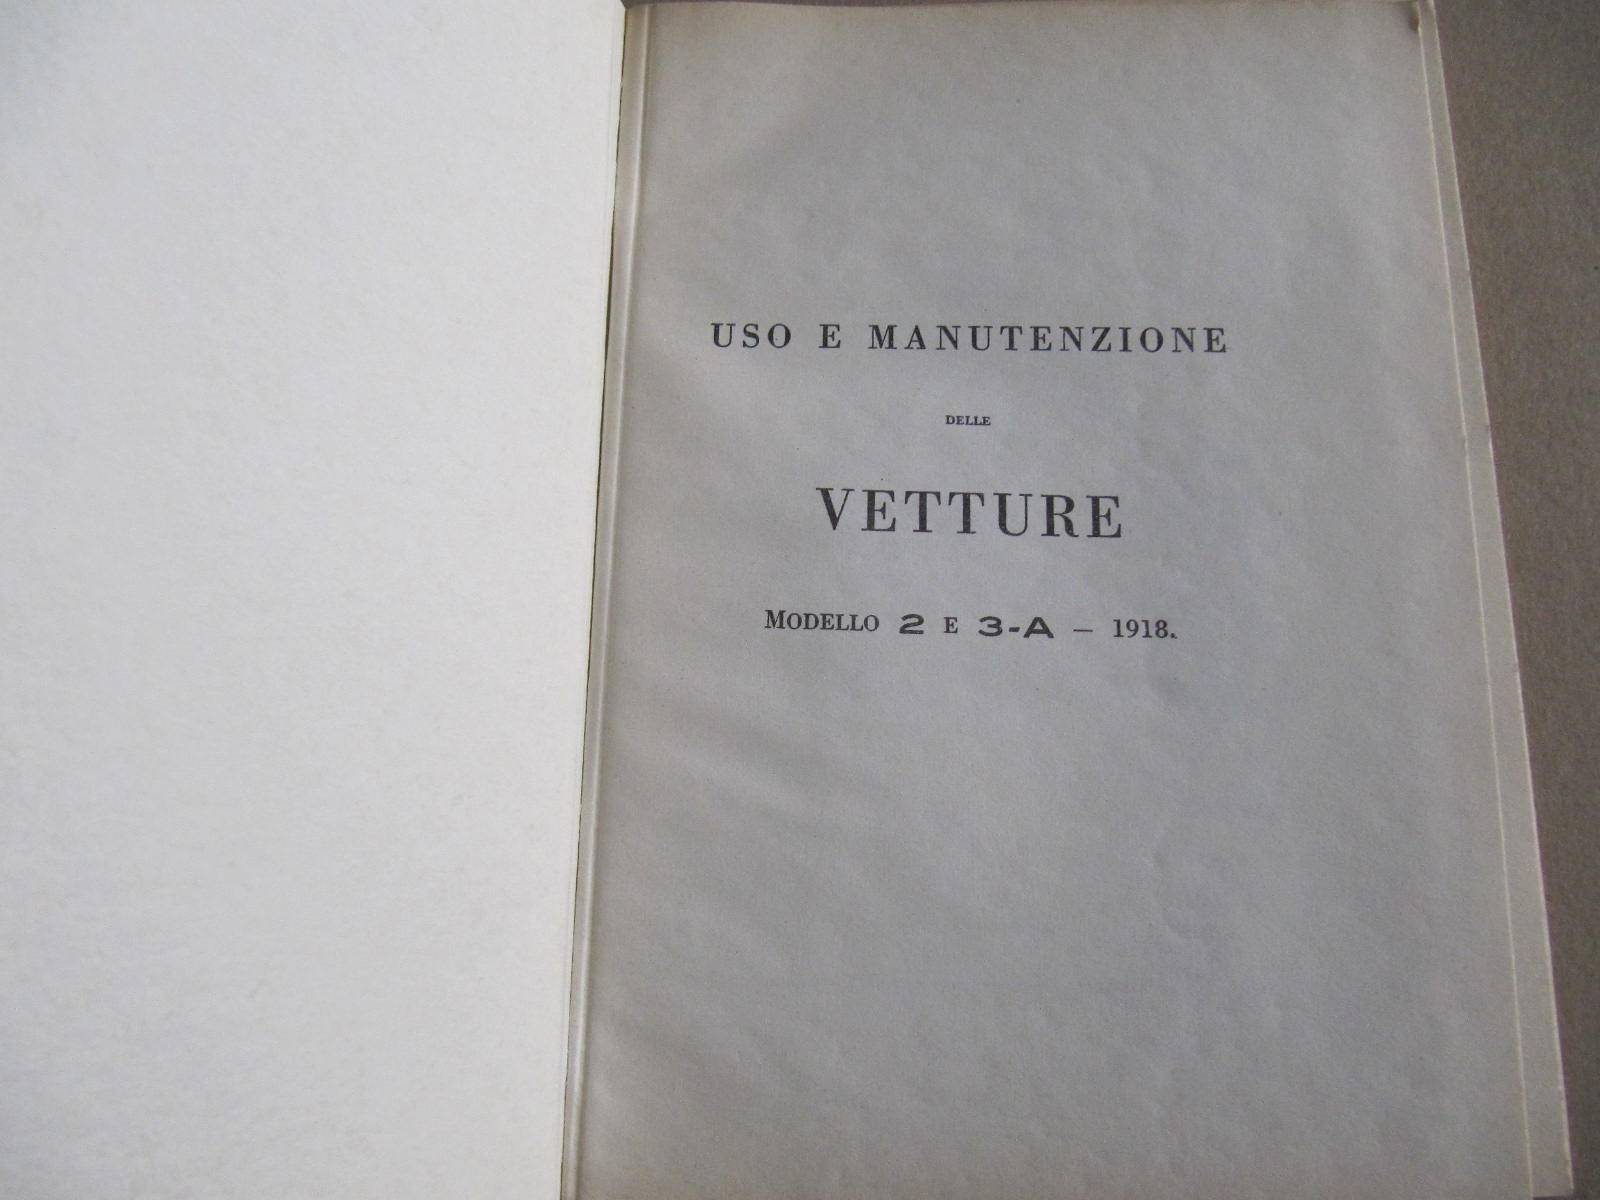 USO E MANUTENZIONE
DELLE
VETTURE
MODELLO 2 E 3-A — 1918.